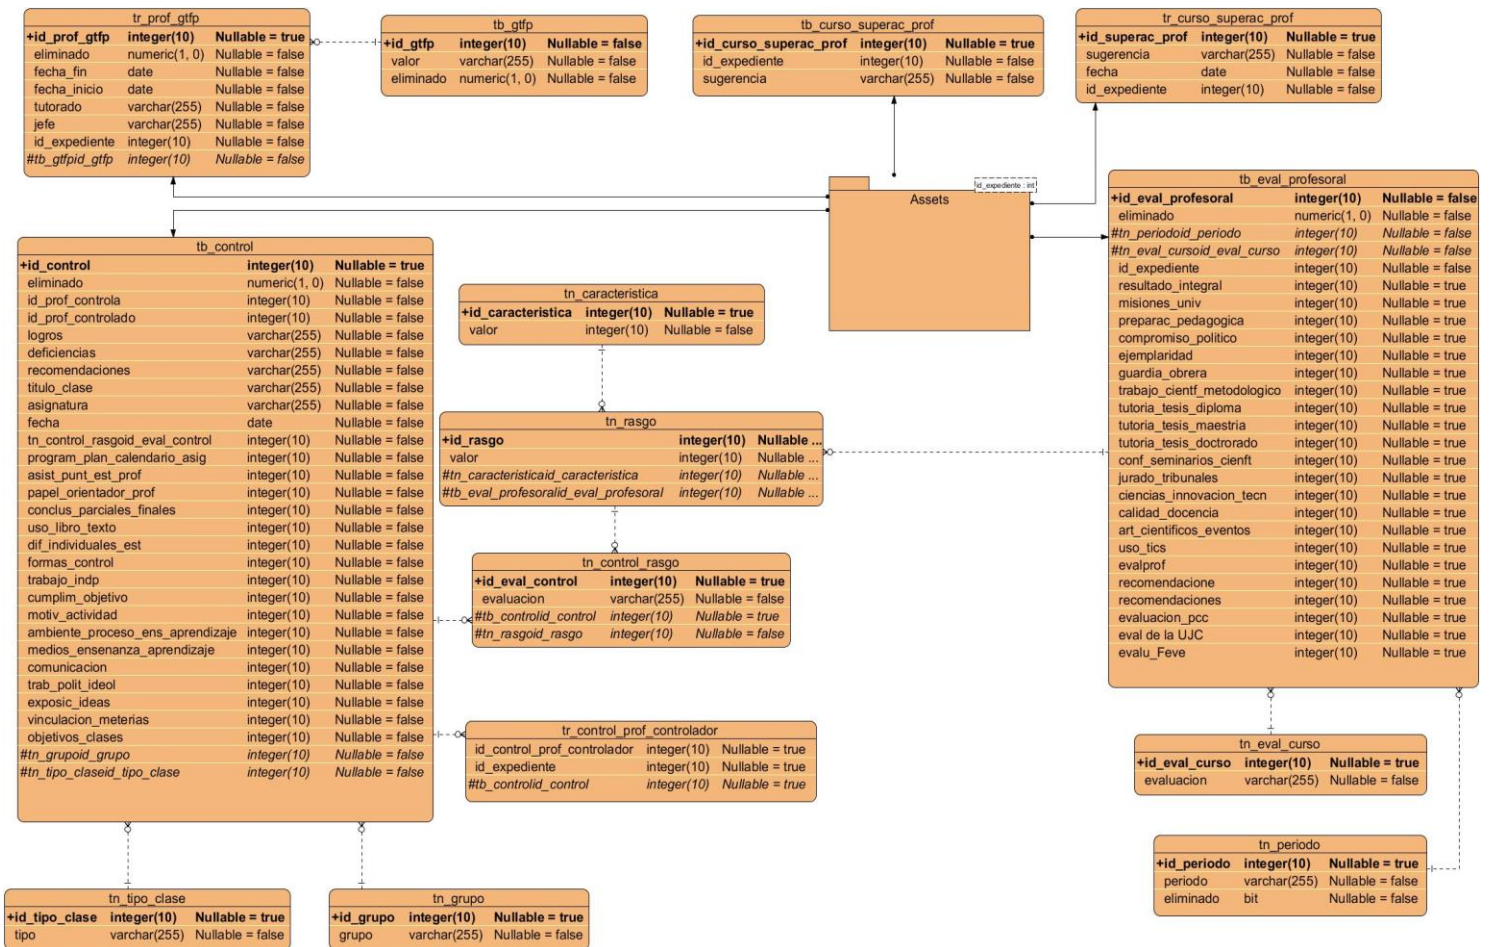 tr_prof_gtfp
+id_prof_gtfp integer(10) Nullable = true
eliminado numeric(1, 0) Nullable = false
fecha_fin date Nullable = false
fecha_inicio date Nullable = false
tutorado varchar(255) Nullable = false
jefe varchar(255) Nullable = false
id_expediente integer(10) Nullable = false
#tb_gtfpid_gtfp integer(10) Nullable = false
tb_gtfp
+id_gtfp integer(10) Nullable = false
valor varchar(255) Nullable = false
eliminado numeric(1, 0) Nullable = false
tb_curso_superac_prof
+id_curso_superac_prof integer(10) Nullable = true
id_expediente integer(10) Nullable = false
sugerencia varchar(255) Nullable = false
tr_curso_superac_prof
+id_superac_prof integer(10) Nullable = true
sugerencia varchar(255) Nullable = false
fecha date Nullable = false
id_expediente integer(10) Nullable = false
id_expediente : int
Assets
tb_eval_profesoral
+id_eval_profesoral integer(10) Nullable = false
eliminado numeric(1, 0) Nullable = false
#tn_periodoid_periodo integer(10) Nullable = false
#tn_eval_cursoid_eval_curso integer(10) Nullable = false
id_expediente integer(10) Nullable = false
resultado_integral integer(10) Nullable = true
misiones_univ integer(10) Nullable = true
preparac_pedagogica integer(10) Nullable = true
compromiso_politico integer(10) Nullable = true
ejemplaridad integer(10) Nullable = true
guardia_obrera integer(10) Nullable = true
trabajo_cientf_metodologico integer(10) Nullable = true
tutoria_tesis_diploma integer(10) Nullable = true
tutoria_tesis_maestria integer(10) Nullable = true
tutoria_tesis_doctrorado integer(10) Nullable = true
conf_seminarios_cienft integer(10) Nullable = true
jurado_tribunales integer(10) Nullable = true
ciencias_innovacion_tecn integer(10) Nullable = true
calidad_docencia integer(10) Nullable = true
art_cientificos_eventos integer(10) Nullable = true
uso_tics integer(10) Nullable = true
evalprof integer(10) Nullable = true
recomendacione integer(10) Nullable = true
recomendaciones integer(10) Nullable = true
evaluacion_pcc integer(10) Nullable = true
eval de la UJC integer(10) Nullable = true
evalu_Feve integer(10) Nullable = true
tb_control
+id_control integer(10) Nullable = true
eliminado numeric(1, 0) Nullable = false
id_prof_controla integer(10) Nullable = false
id_prof_controlado integer(10) Nullable = false
logros varchar(255) Nullable = false
deficiencias varchar(255) Nullable = false
recomendaciones varchar(255) Nullable = false
titulo_clase varchar(255) Nullable = false
asignatura varchar(255) Nullable = false
fecha date Nullable = false
tn_control_rasgoid_eval_control integer(10) Nullable = false
program_plan_calendario_asig integer(10) Nullable = false
asist_punt_est_prof integer(10) Nullable = false
papel_orientador_prof integer(10) Nullable = false
conclus_parciales_finales integer(10) Nullable = false
uso_libro_texto integer(10) Nullable = false
dif_individuales_est integer(10) Nullable = false
formas_control integer(10) Nullable = false
trabajo_indp integer(10) Nullable = false
cumplim_objetivo integer(10) Nullable = false
motiv_actividad integer(10) Nullable = false
ambiente_proceso_ens_aprendizaje integer(10) Nullable = false
medios_ensenanza_aprendizaje integer(10) Nullable = false
comunicacion integer(10) Nullable = false
trab_polit_ideol integer(10) Nullable = false
exposic_ideas integer(10) Nullable = false
vinculacion_meterias integer(10) Nullable = false
objetivos_clases integer(10) Nullable = false
#tn_grupoid_grupo integer(10) Nullable = false
#tn_tipo_claseid_tipo_clase integer(10) Nullable = false
tn_caracteristica
+id_caracteristica integer(10) Nullable = true
valor integer(10) Nullable = false
tn_rasgo
+id_rasgo integer(10) Nullable ...
valor integer(10) Nullable ...
#tn_caracteristicaid_caracteristica integer(10) Nullable ...
#tb_eval_profesoralid_eval_profesoral integer(10) Nullable ...
tn_control_rasgo
+id_eval_control integer(10) Nullable = true
evaluacion varchar(255) Nullable = false
#tb_controlid_control integer(10) Nullable = true
#tn_rasgoid_rasgo integer(10) Nullable = false
tr_control_prof_controlador
id_control_prof_controlador integer(10) Nullable = true
id_expediente integer(10) Nullable = true
#tb_controlid_control integer(10) Nullable = true
tn_eval_curso
+id_eval_curso integer(10) Nullable = true
evaluacion varchar(255) Nullable = false
tn_periodo
+id_periodo integer(10) Nullable = true
periodo varchar(255) Nullable = false
eliminado bit Nullable = false
tn_tipo_clase
+id_tipo_clase integer(10) Nullable = true
tipo varchar(255) Nullable = false
tn_grupo
+id_grupo integer(10) Nullable = true
grupo varchar(255) Nullable = false